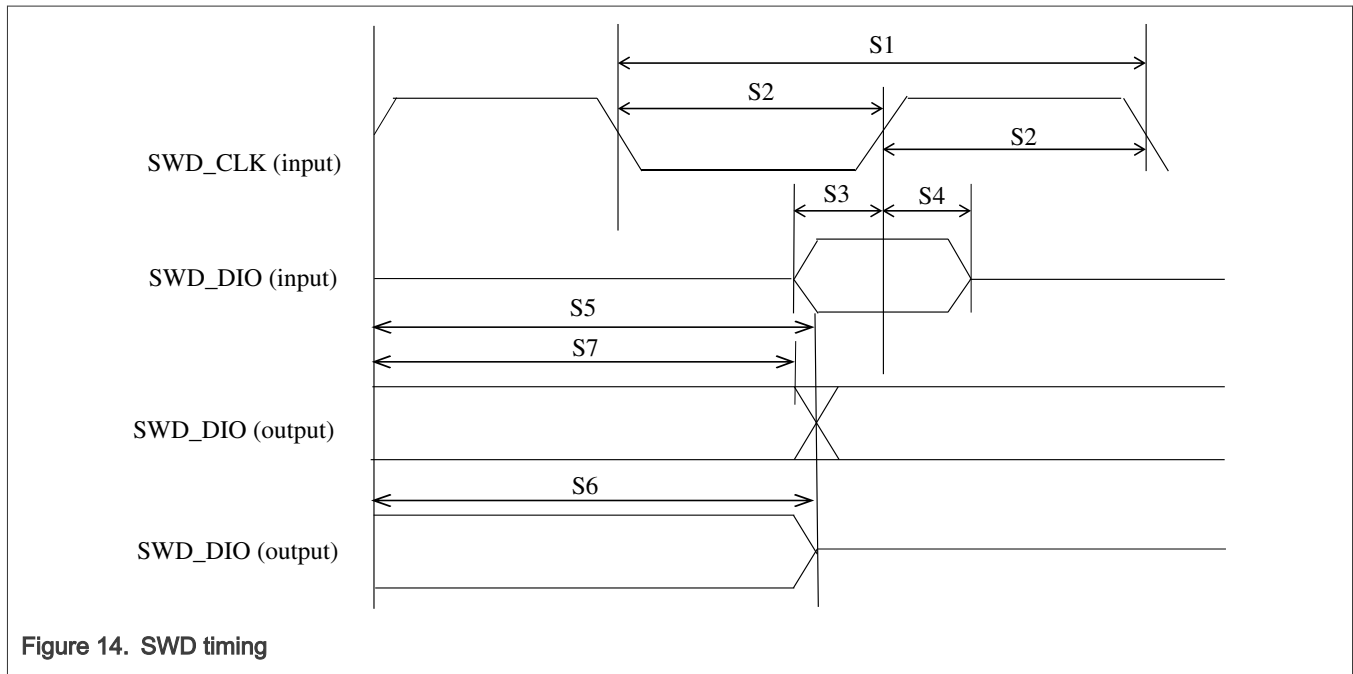 S1
S2
S2
SWD_CLK (input)
S3
S4
SWD_DIO (input)
S5
S7
SWD_DIO (output)
S6
SWD_DIO (output)
Figure 14. SWD timing